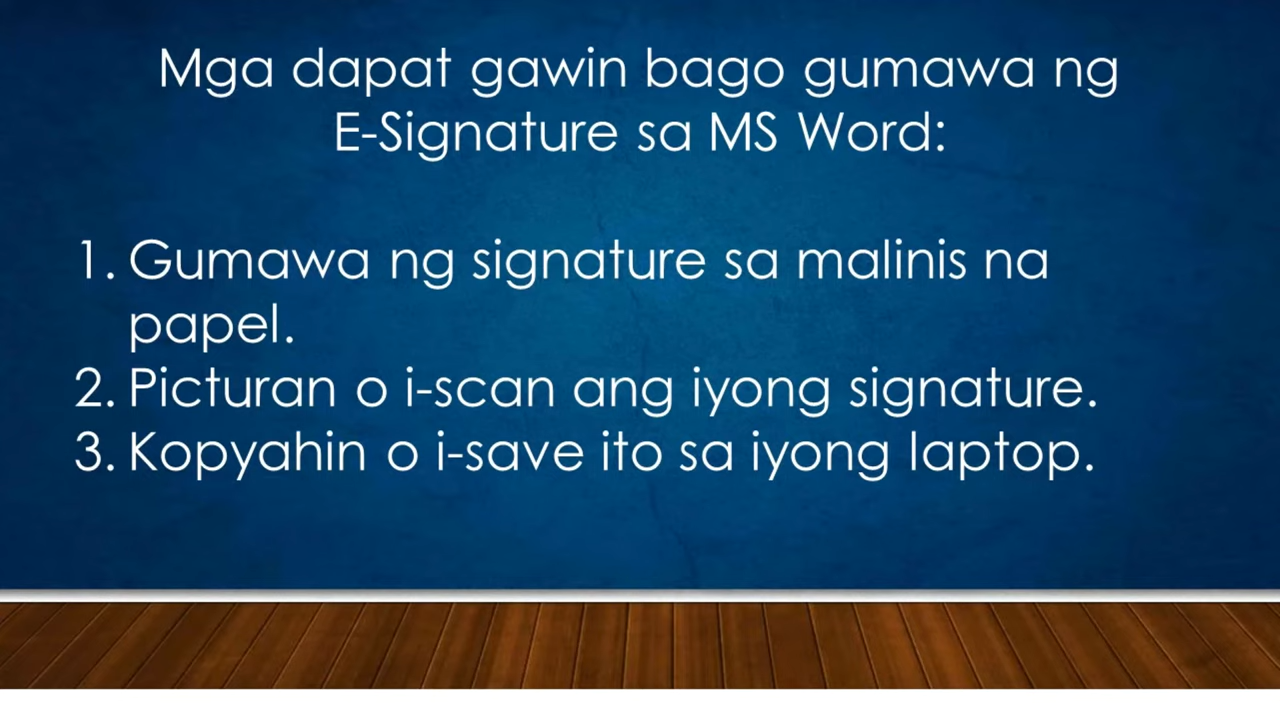 Mga dapat gawin bago gumawa ng
E-Signature sa MS Word:
1. Gumawa ng signature sa malinis na
papel.
2. Picturan o i-scan ang iyong signature.
3. Kopyahin o i-save ito sa iyong laptop.